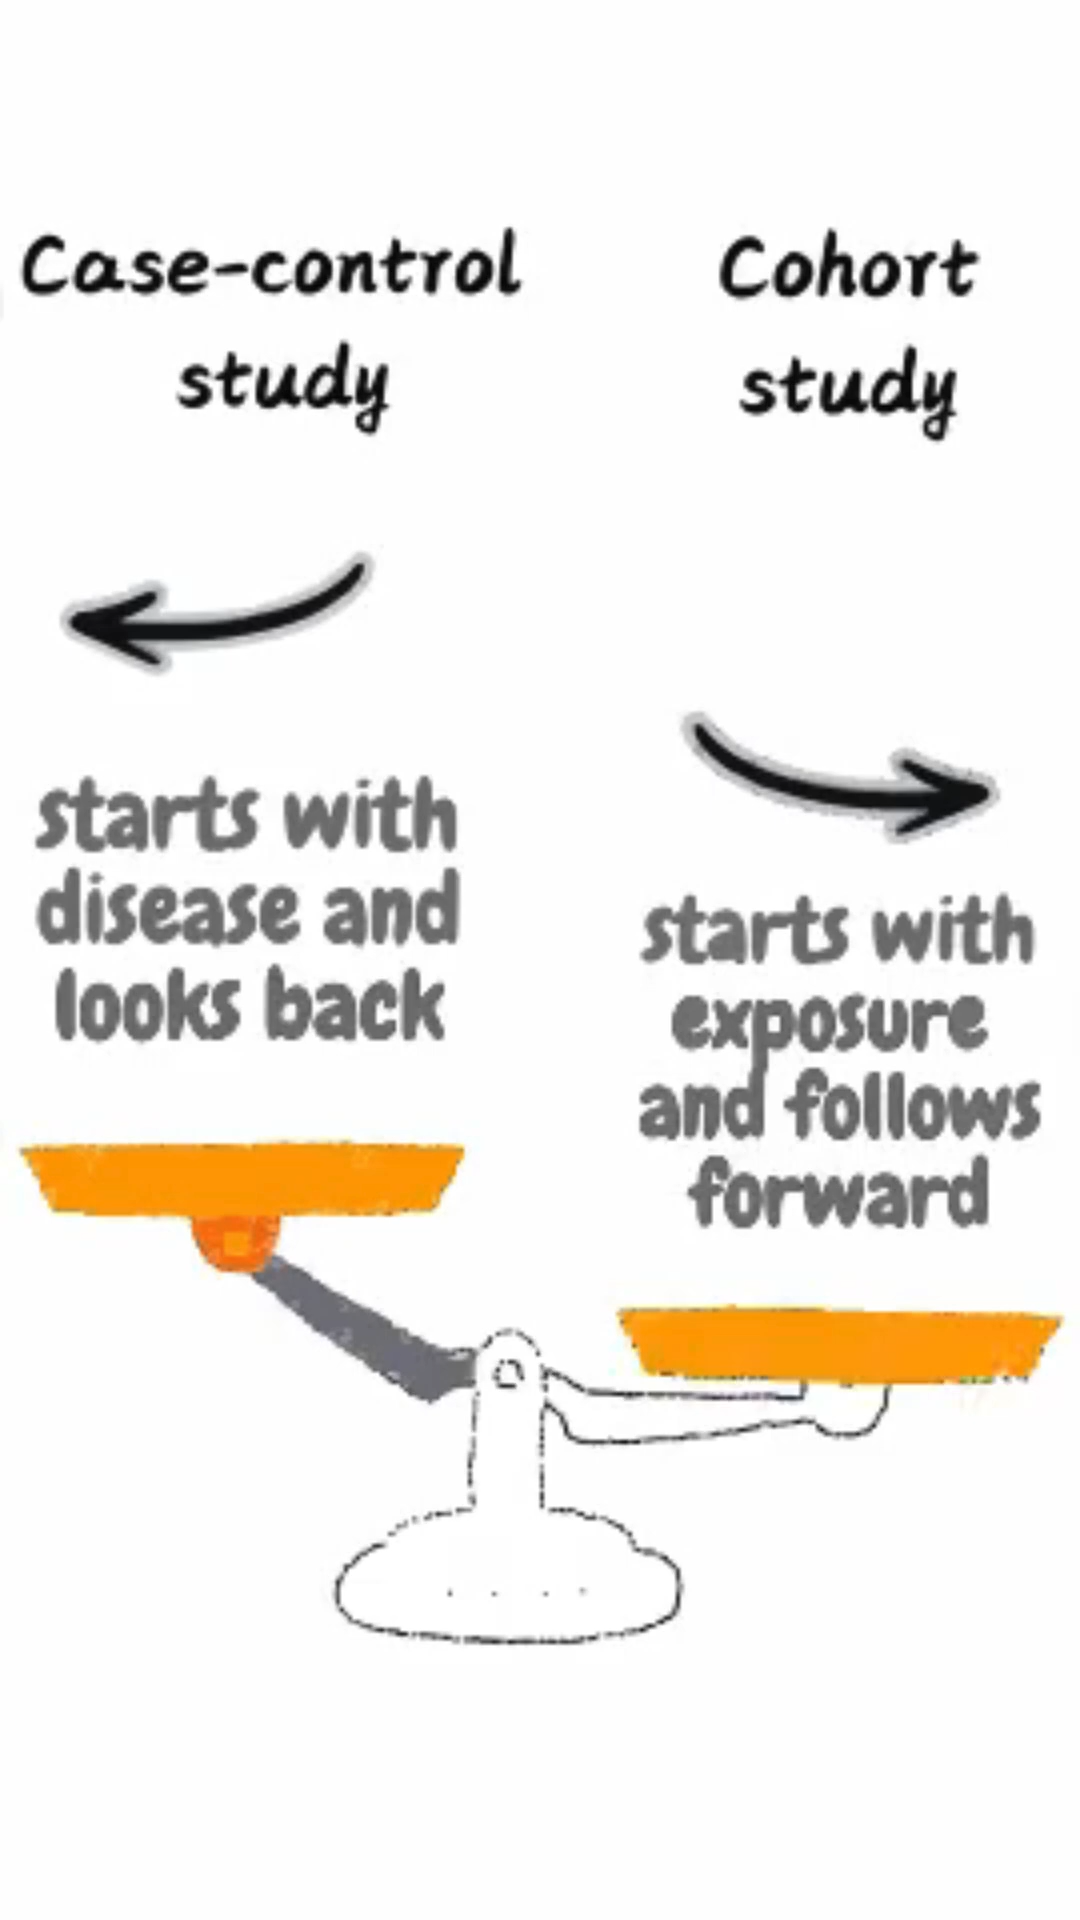 Case-control
study
starts with
disease and
looks back
Cohort
study
starts with
exposure
and follows
forward